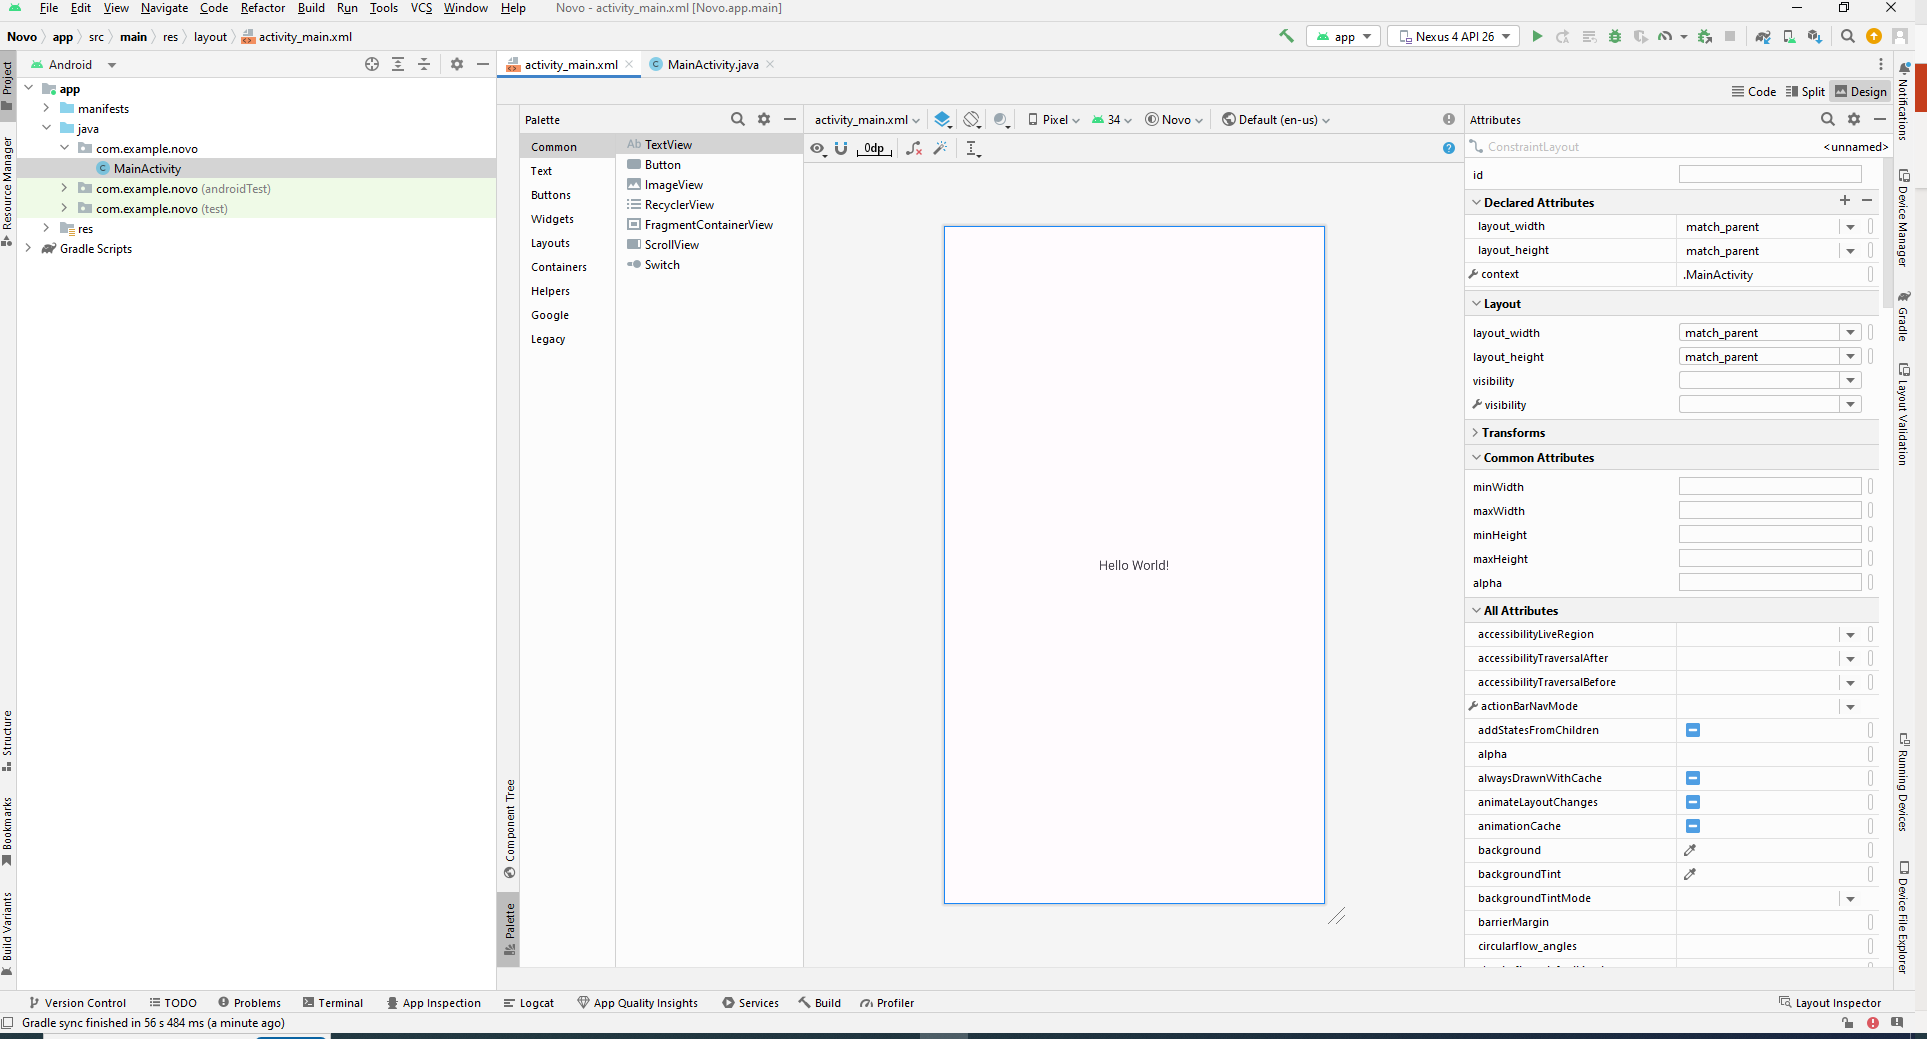 File Edit View Navigate Code Refactor Build Run Tools VCS Window Help Novo - activity_main.xml [Novo.app.main]
Novo app src main res layout activity_main.xml
app Nexus 4 API 26
Android
activity_main.xml MainActivity.java
Code Split Design
app
manifests
java
com.example.novo
MainActivity
com.example.novo (androidTest)
com.example.novo (test)
res
Gradle Scripts
Project
Resource Manager
Structure
Bookmarks
Build Variants
Palette
Common
Text
Buttons
Widgets
Layouts
Containers
Helpers
Google
Legacy
Ab TextView
Button
ImageView
RecyclerView
FragmentContainerView
ScrollView
Switch
Component Tree
Palette
activity_main.xml Pixel 34 Novo Default (en-us)
0dp
Hello World!
Attributes
ConstraintLayout <unnamed>
id
Declared Attributes
layout_width match_parent
layout_height match_parent
context .MainActivity
Layout
layout_width match_parent
layout_height match_parent
visibility
visibility
Transforms
Common Attributes
minWidth
maxWidth
minHeight
maxHeight
alpha
All Attributes
accessibilityLiveRegion
accessibilityTraversalAfter
accessibilityTraversalBefore
actionBarNavMode
addStatesFromChildren
alpha
alwaysDrawnWithCache
animateLayoutChanges
animationCache
background
backgroundTint
backgroundTintMode
barrierMargin
circularflow_angles
Notifications
Device Manager
Gradle
Layout Validation
Running Devices
Device File Explorer
Version Control TODO Problems Terminal App Inspection Logcat App Quality Insights Services Build Profiler Layout Inspector
Gradle sync finished in 56 s 484 ms (a minute ago)